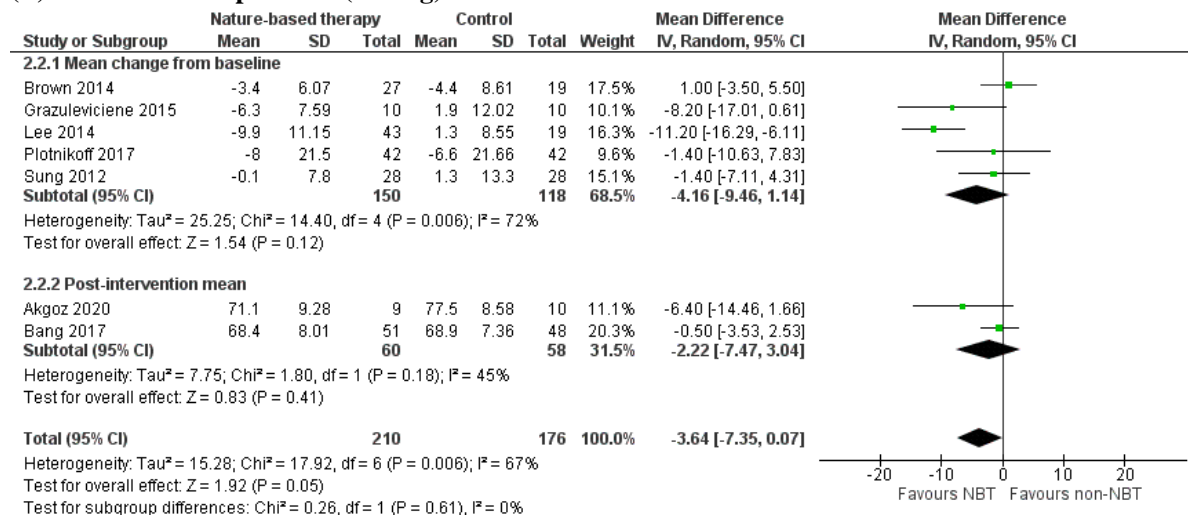 Nature-based therapy Control Mean Difference Mean Difference
Study or Subgroup Mean SD Total Mean SD Total Weight IV, Random, 95% CI IV, Random, 95% CI
2.2.1 Mean change from baseline
Brown 2014 -3.4 6.07 27 -4.4 8.61 19 17.5% 1.00 [-3.50, 5.50]
Grazuleviciene 2015 -6.3 7.59 10 1.9 12.02 10 10.1% -8.20 [-17.01, 0.61]
Lee 2014 -9.9 11.15 43 1.3 8.55 19 16.3% -11.20 [-16.29, -6.11]
Plotnikoff 2017 -8 21.5 42 -6.6 21.66 42 9.6% -1.40 [-10.63, 7.83]
Sung 2012 -0.1 7.8 28 1.3 13.3 28 15.1% -1.40 [-7.11, 4.31]
Subtotal (95% CI) 150 118 68.5% -4.16 [-9.46, 1.14]
Heterogeneity: Tau² = 25.25; Chi² = 14.40, df = 4 (P = 0.006); I² = 72%
Test for overall effect: Z = 1.54 (P = 0.12)
2.2.2 Post-intervention mean
Akgoz 2020 71.1 9.28 9 77.5 8.58 10 11.1% -6.40 [-14.46, 1.66]
Bang 2017 68.4 8.01 51 68.9 7.36 48 20.3% -0.50 [-3.53, 2.53]
Subtotal (95% CI) 60 58 31.5% -2.22 [-7.47, 3.04]
Heterogeneity: Tau² = 7.75; Chi² = 1.80, df = 1 (P = 0.18); I² = 45%
Test for overall effect: Z = 0.83 (P = 0.41)
Total (95% CI) 210 176 100.0% -3.64 [-7.35, 0.07]
Heterogeneity: Tau² = 15.28; Chi² = 17.92, df = 6 (P = 0.006); I² = 67%
Test for overall effect: Z = 1.92 (P = 0.05)
Test for subgroup differences: Chi² = 0.26, df = 1 (P = 0.61), I² = 0%
-20 -10 0 10 20
Favours NBT Favours non-NBT